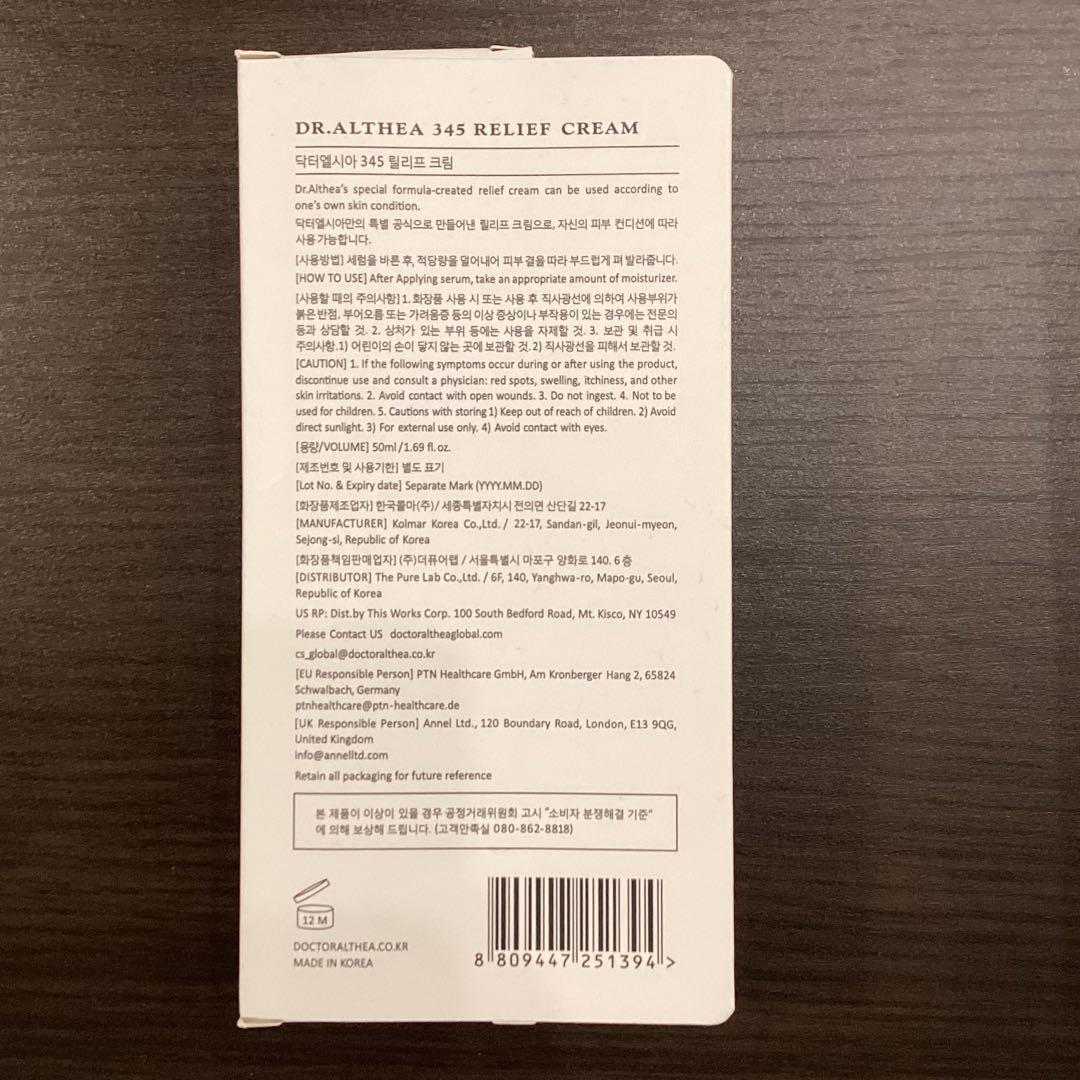 DR.ALTHEA 345 RELIEF CREAM
닥터엘시아 345 릴리프 크림
Dr.Althea's special formula-created relief cream can be used according to
one's own skin condition.
닥터엘시아만의 특별 공식으로 만들어낸 릴리프 크림으로, 자신의 피부 컨디션에 따라
사용가능합니다.
[사용방법] 세럼을 바른 후, 적당량을 덜어내어 피부 결을 따라 부드럽게 펴 발라줍니다.
[HOW TO USE] After Applying serum, take an appropriate amount of moisturizer.
[사용할 때의 주의사항] 1. 화장품 사용 시 또는 사용 후 직사광선에 의하여 사용부위가
붉은 반점, 부어오름 또는 가려움증 등의 이상 증상이나 부작용이 있는 경우에는 전문의
등과 상담할 것. 2. 상처가 있는 부위 등에는 사용을 자제할 것. 3. 보관 및 취급 시
주의사항. 1) 어린이의 손이 닿지 않는 곳에 보관할 것. 2) 직사광선을 피해서 보관할 것.
[CAUTION] 1. If the following symptoms occur during or after using the product,
discontinue use and consult a physician: red spots, swelling, itchiness, and other
skin irritations. 2. Avoid contact with open wounds. 3. Do not ingest. 4. Not to be
used for children. 5. Cautions with storing 1) Keep out of reach of children. 2) Avoid
direct sunlight. 3) For external use only. 4) Avoid contact with eyes.
[용량/VOLUME] 50ml /1.69 fl.oz.
[제조번호 및 사용기한] 별도 표기
[Lot No. & Expiry date] Separate Mark (YYYY.MM.DD)
[화장품제조업자] 한국콜마(주)/ 세종특별자치시 전의면 산단길 22-17
[MANUFACTURER] Kolmar Korea Co.,Ltd. / 22-17, Sandan-gil, Jeonui-myeon,
Sejong-si, Republic of Korea
[화장품책임판매업자] (주)더퓨어랩 / 서울특별시 마포구 양화로 140. 6 층
[DISTRIBUTOR] The Pure Lab Co.,Ltd. / 6F, 140, Yanghwa-ro, Mapo-gu, Seoul,
Republic of Korea
US RP: Dist.by This Works Corp. 100 South Bedford Road, Mt. Kisco, NY 10549
Please Contact US doctoraltheaglobal.com
cs_global@doctoralthea.co.kr
[EU Responsible Person] PTN Healthcare GmbH, Am Kronberger Hang 2, 65824
Schwalbach, Germany
ptnhealthcare@ptn-healthcare.de
[UK Responsible Person] Annel Ltd., 120 Boundary Road, London, E13 9QG,
United Kingdom
info@annelltd.com
Retain all packaging for future reference
본 제품이 이상이 있을 경우 공정거래위원회 고시 "소비자 분쟁해결 기준"
에 의해 보상해 드립니다. (고객만족실 080-862-8818)
12 M
DOCTORALTHEA.CO.KR
MADE IN KOREA
8 809447 251394 >